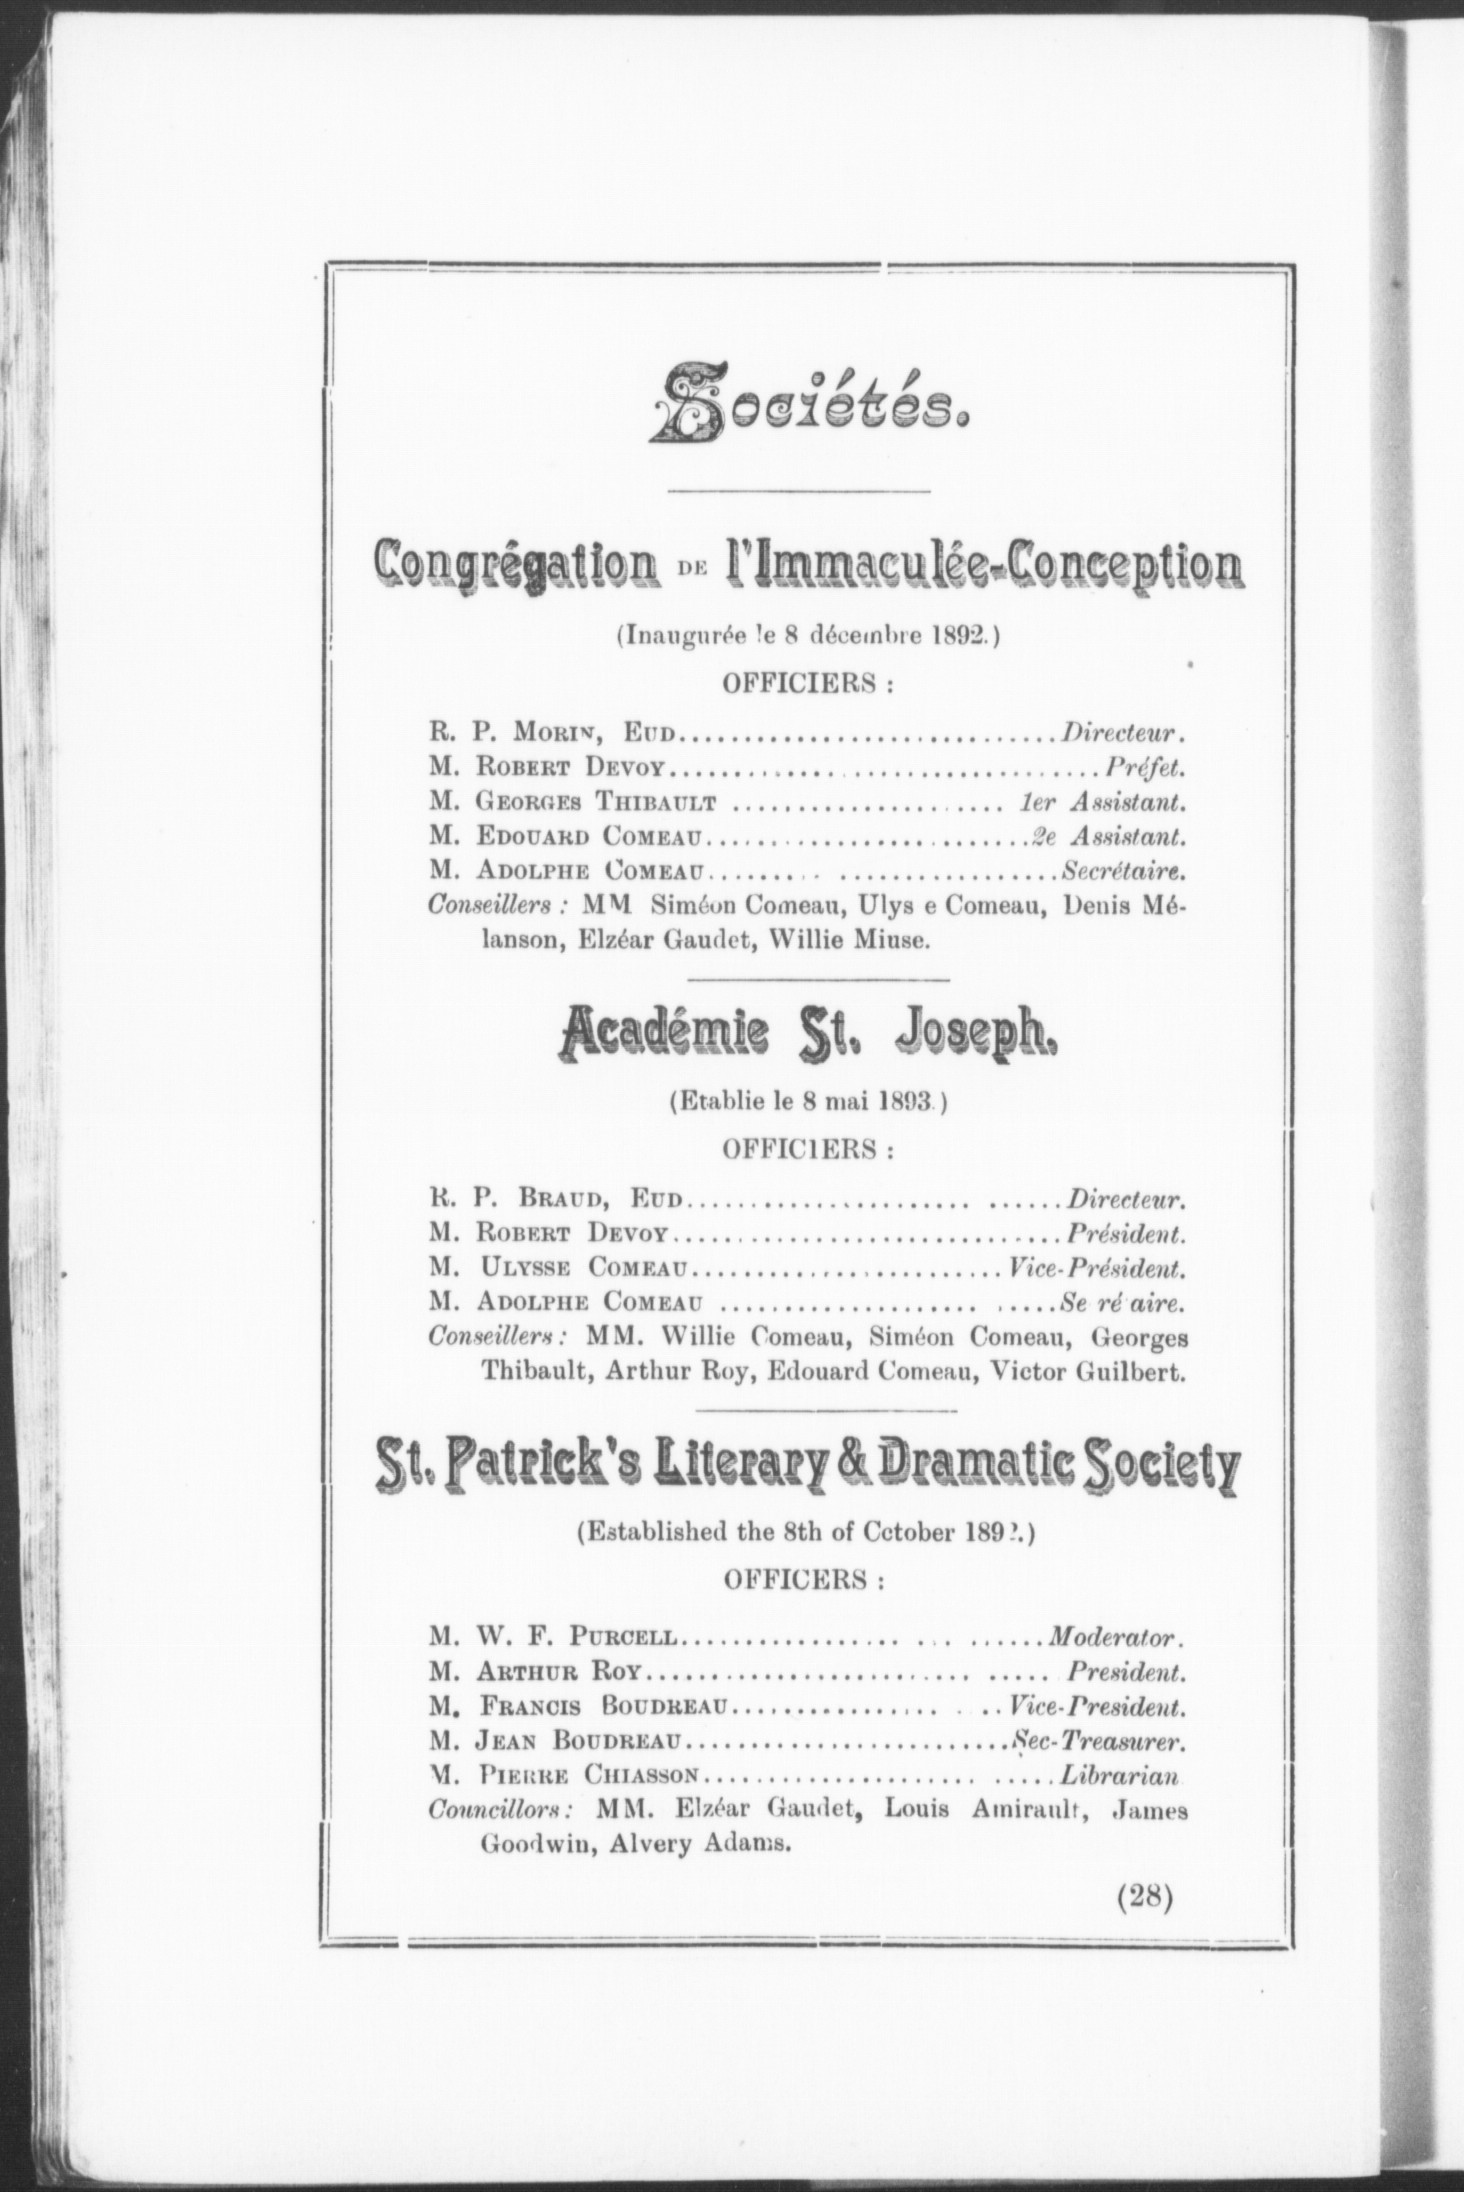 Sociétés.
Congrégation DE l'Immaculée-Conception
(Inaugurée le 8 décembre 1892.)
OFFICIERS :
R. P. MORIN, EUD..............................Directeur.
M. ROBERT DEVOY..................................Préfet.
M. GEORGES THIBAULT ..................... 1er Assistant.
M. EDOUARD COMEAU.........................2e Assistant.
M. ADOLPHE COMEAU......... .................Secrétaire.
Conseillers : MM Siméon Comeau, Ulys e Comeau, Denis Mé-
lanson, Elzéar Gaudet, Willie Miuse.
Académie St. Joseph.
(Etablie le 8 mai 1893.)
OFFICIERS :
R. P. BRAUD, EUD...................... ......Directeur.
M. ROBERT DEVOY..............................Président.
M. ULYSSE COMEAU........................Vice-Président.
M. ADOLPHE COMEAU .................... .....Se ré aire.
Conseillers : MM. Willie Comeau, Siméon Comeau, Georges
Thibault, Arthur Roy, Edouard Comeau, Victor Guilbert.
St. Patrick's Literary & Dramatic Society
(Established the 8th of Cctober 189 .)
OFFICERS :
M. W. F. PURCELL................. ... ......Moderator.
M. ARTHUR ROY......................... ..... President.
M. FRANCIS BOUDREAU................ . ..Vice-President.
M. JEAN BOUDREAU.........................Sec-Treasurer.
M. PIERRE CHIASSON..................... .....Librarian
Councillors : MM. Elzéar Gaudet, Louis Amirault, James
Goodwin, Alvery Adams.
(28)